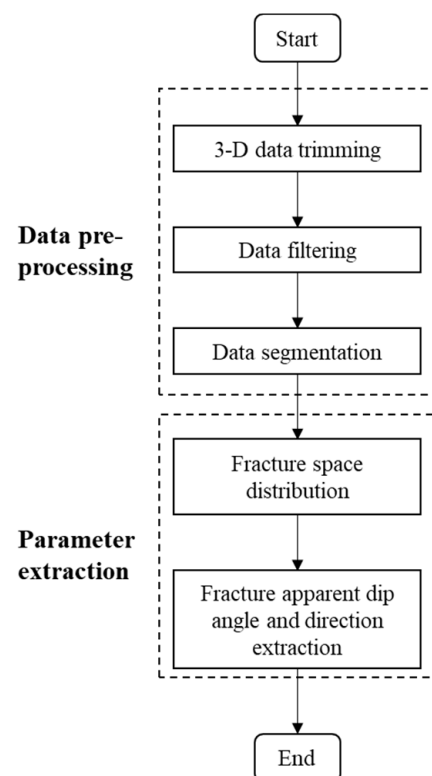 Start
3-D data trimming
Data pre-
processing
Data filtering
Data segmentation
Fracture space
distribution
Parameter
extraction
Fracture apparent dip
angle and direction
extraction
End